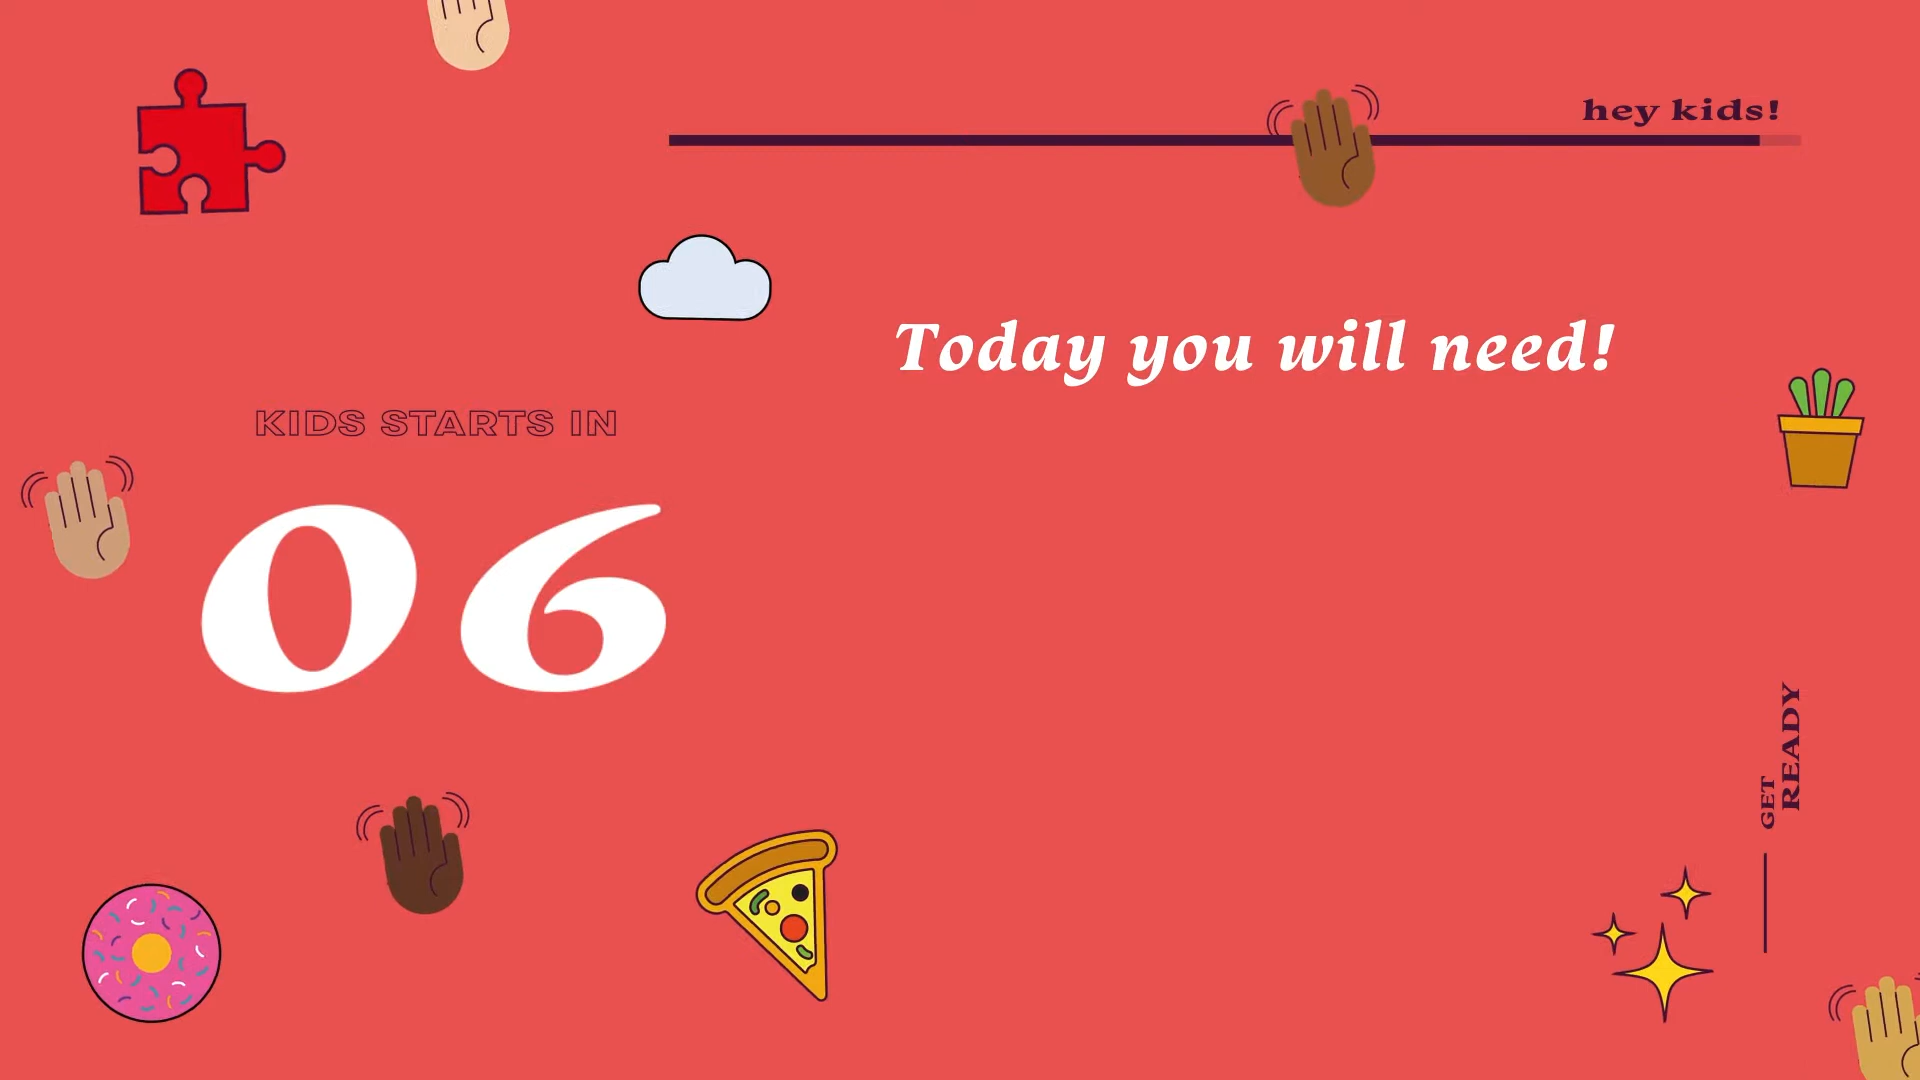 hey kids!
Today you will need!
KIDS STARTS IN
06
GET
READY